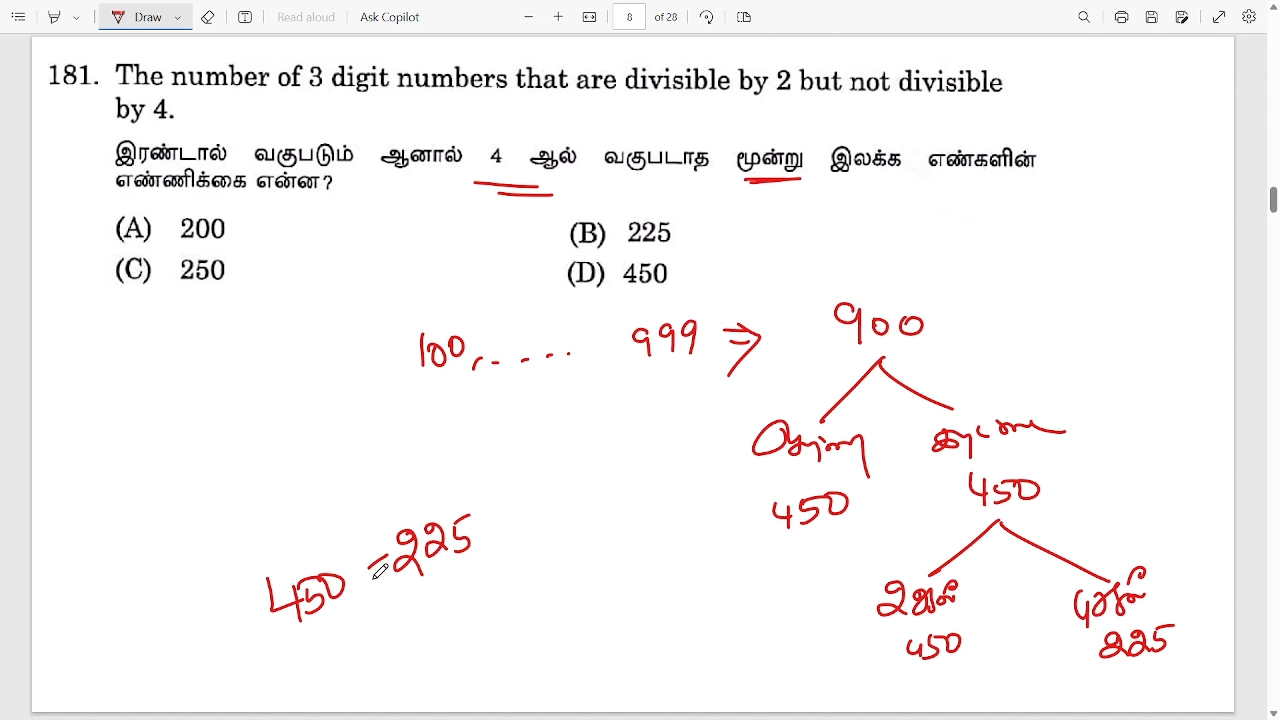 Draw
Read aloud
Ask Copilot
8
of 28
181. The number of 3 digit numbers that are divisible by 2 but not divisible
by 4.
இரண்டால் வகுபடும் ஆனால் 4 ஆல் வகுபடாத மூன்று இலக்க எண்களின்
எண்ணிக்கை என்ன?
(A) 200
(B) 225
(C) 250
(D) 450
100, ..... 999 ⇒ 900
450
450
2ஆல்
450
225
450 = 225